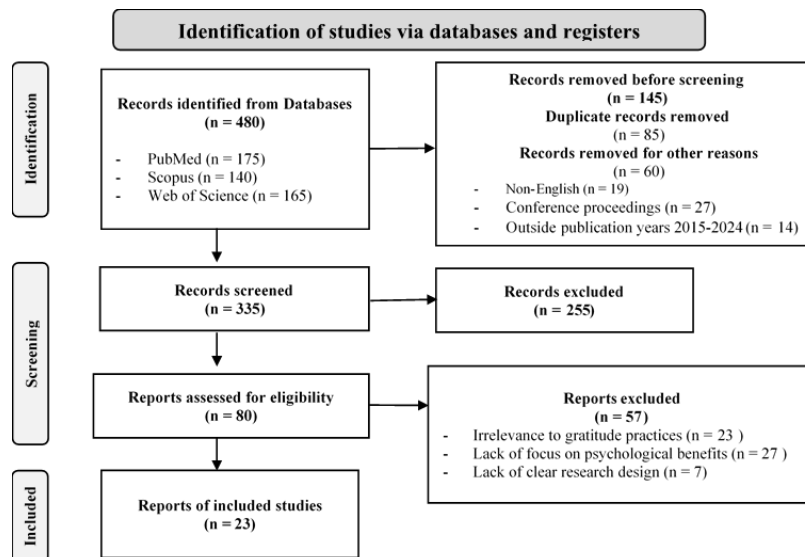 Identification of studies via databases and registers
Identification
Records identified from Databases
(n = 480)
- PubMed (n = 175)
- Scopus (n = 140)
- Web of Science (n = 165)
Records removed before screening
(n = 145)
Duplicate records removed
(n = 85)
Records removed for other reasons
(n = 60)
- Non-English (n = 19)
- Conference proceedings (n = 27)
- Outside publication years 2015-2024 (n = 14)
Screening
Records screened
(n = 335)
Records excluded
(n = 255)
Reports assessed for eligibility
(n = 80)
Reports excluded
(n = 57)
- Irrelevance to gratitude practices (n = 23 )
- Lack of focus on psychological benefits (n = 27 )
- Lack of clear research design (n = 7)
Included
Reports of included studies
(n = 23)